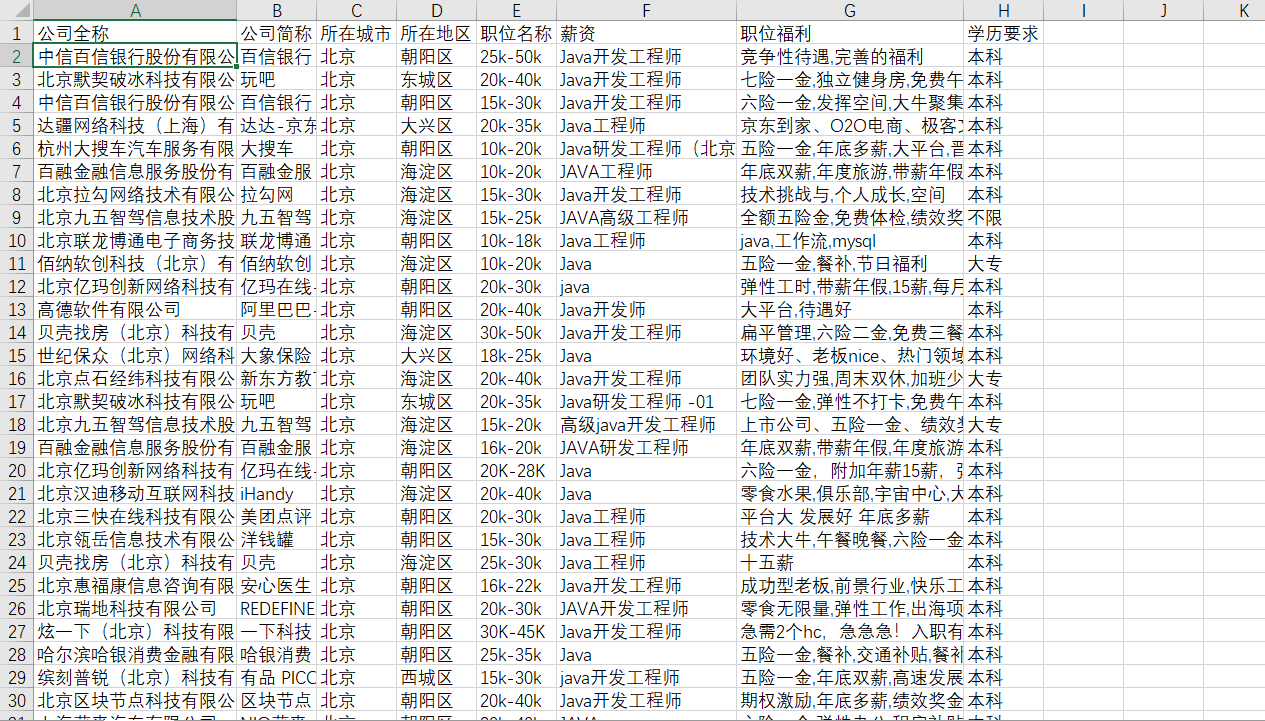 A B C D E F G H I J K
1 公司全称 公司简称 所在城市 所在地区 职位名称 薪资 职位福利 学历要求
2 中信百信银行股份有限公 百信银行 北京 朝阳区 25k-50k Java开发工程师 竞争性待遇,完善的福利 本科
3 北京默契破冰科技有限公 玩吧 北京 东城区 20k-40k Java开发工程师 七险一金,独立健身房,免费午 本科
4 中信百信银行股份有限公 百信银行 北京 朝阳区 15k-30k Java开发工程师 六险一金,发挥空间,大牛聚集 本科
5 达疆网络科技（上海）有 达达-京东 北京 大兴区 20k-35k Java工程师 京东到家、O2O电商、极客 本科
6 杭州大搜车汽车服务有限 大搜车 北京 朝阳区 10k-20k Java研发工程师（北京 五险一金,年底多薪,大平台,晋 本科
7 百融金融信息服务股份有 百融金服 北京 海淀区 10k-20k JAVA工程师 年底双薪,年度旅游,带薪年假 本科
8 北京拉勾网络技术有限公 拉勾网 北京 海淀区 15k-30k Java开发工程师 技术挑战与,个人成长,空间 本科
9 北京九五智驾信息技术股 九五智驾 北京 海淀区 15k-25k JAVA高级工程师 全额五险金,免费体检,绩效奖 不限
10 北京联龙博通电子商务技 联龙博通 北京 朝阳区 10k-18k Java工程师 java,工作流,mysql 本科
11 佰纳软创科技（北京）有 佰纳软创 北京 海淀区 10k-20k Java 五险一金,餐补,节日福利 大专
12 北京亿玛创新网络科技有 亿玛在线- 北京 朝阳区 20k-30k java 弹性工时,带薪年假,15薪,每月 本科
13 高德软件有限公司 阿里巴巴- 北京 朝阳区 20k-40k Java开发师 大平台,待遇好 本科
14 贝壳找房（北京）科技有 贝壳 北京 海淀区 30k-50k Java开发工程师 扁平管理,六险二金,免费三餐 本科
15 世纪保众（北京）网络科 大象保险 北京 大兴区 18k-25k Java 环境好、老板nice、热门领域 本科
16 北京点石经纬科技有限公 新东方教 北京 海淀区 20k-40k Java开发工程师 团队实力强,周末双休,加班少 大专
17 北京默契破冰科技有限公 玩吧 北京 东城区 20k-35k Java研发工程师 -01 七险一金,弹性不打卡,免费午 本科
18 北京九五智驾信息技术股 九五智驾 北京 海淀区 15k-20k 高级java开发工程师 上市公司、五险一金、绩效奖 大专
19 百融金融信息服务股份有 百融金服 北京 海淀区 16k-20k JAVA研发工程师 年底双薪,带薪年假,年度旅游 本科
20 北京亿玛创新网络科技有 亿玛在线- 北京 朝阳区 20K-28K Java 六险一金，附加年薪15薪， 本科
21 北京汉迪移动互联网科技 iHandy 北京 海淀区 20k-40k Java 零食水果,俱乐部,宇宙中心,大 本科
22 北京三快在线科技有限公 美团点评 北京 朝阳区 20k-30k Java工程师 平台大 发展好 年底多薪 本科
23 北京瓴岳信息技术有限公 洋钱罐 北京 朝阳区 15k-30k Java工程师 技术大牛,午餐晚餐,六险一金 本科
24 贝壳找房（北京）科技有 贝壳 北京 海淀区 25k-30k Java工程师 十五薪 本科
25 北京惠福康信息咨询有限 安心医生 北京 朝阳区 16k-22k Java开发工程师 成功型老板,前景行业,快乐工 本科
26 北京瑞地科技有限公司 REDEFINE 北京 朝阳区 20k-30k JAVA开发工程师 零食无限量,弹性工作,出海项 本科
27 炫一下（北京）科技有限 一下科技 北京 朝阳区 30K-45K Java开发工程师 急需2个hc，急急急！入职有 本科
28 哈尔滨哈银消费金融有限 哈银消费 北京 朝阳区 25k-35k Java 五险一金,餐补,交通补贴,餐补 本科
29 缤刻普锐（北京）科技有 有品 PICO 北京 西城区 15k-30k java开发工程师 五险一金,年底双薪,高速发展 本科
30 北京区块节点科技有限公 区块节点 北京 朝阳区 20k-40k Java开发工程师 期权激励,年底多薪,绩效奖金 本科